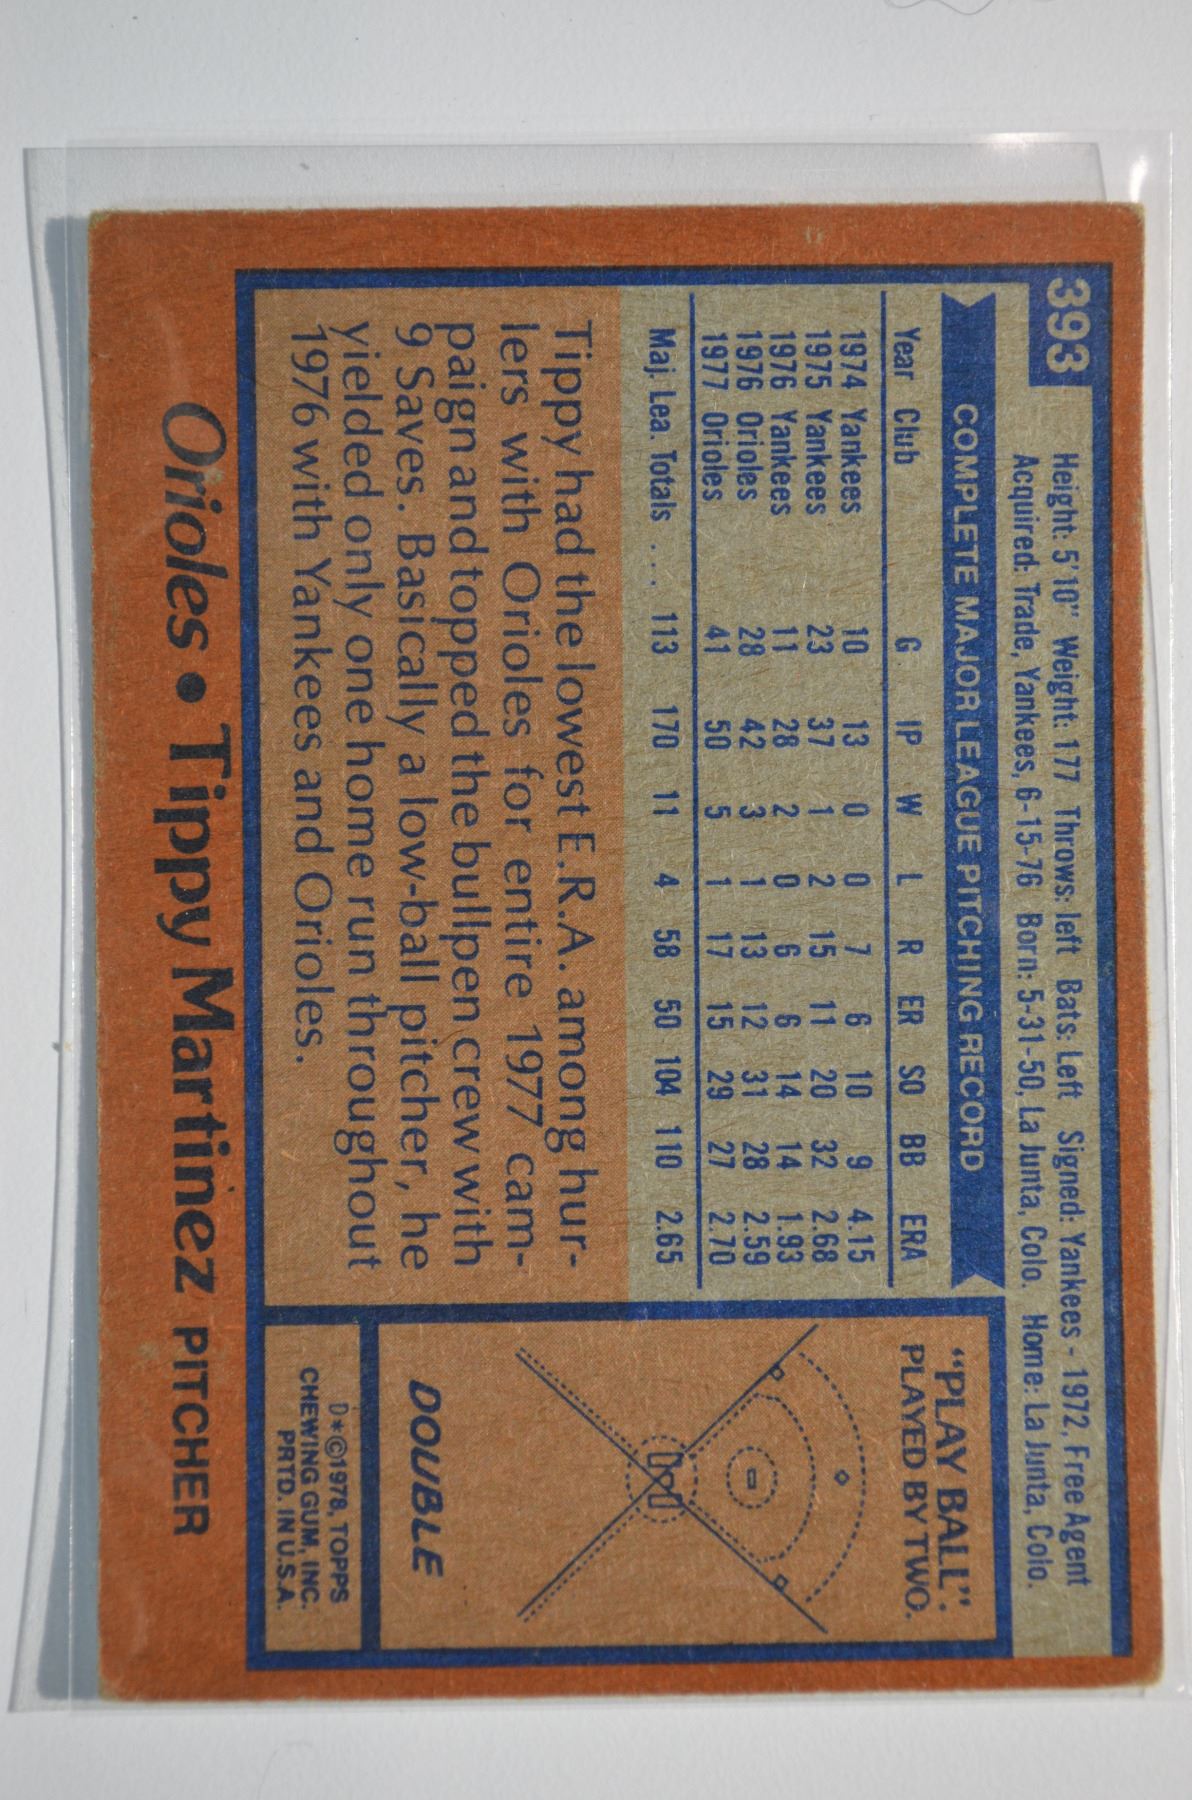 393
Height: 5'10" Weight: 177 Throws: left Bats: Left Signed: Yankees - 1972, Free Agent
Acquired: Trade, Yankees, 6-15-76 Born: 5-31-50, La Junta, Colo. Home: La Junta, Colo.
COMPLETE MAJOR LEAGUE PITCHING RECORD
Year Club G IP W L R ER SO BB ERA
1974 Yankees 10 13 0 0 7 6 10 9 4.15
1975 Yankees 23 37 1 2 15 11 20 32 2.68
1976 Yankees 11 28 2 0 6 6 14 14 1.93
1976 Orioles 28 42 3 1 13 12 31 28 2.59
1977 Orioles 41 50 5 1 17 15 29 27 2.70
Maj. Lea. Totals . . . 113 170 11 4 58 50 104 110 2.65
Tippy had the lowest E.R.A. among hur-
lers with Orioles for entire 1977 cam-
paign and topped the bullpen crew with
9 Saves. Basically a low-ball pitcher, he
yielded only one home run throughout
1976 with Yankees and Orioles.
"PLAY BALL":
PLAYED BY TWO.
DOUBLE
D*©1978, TOPPS
CHEWING GUM, INC.
PRTD. IN U.S.A.
Orioles • Tippy Martinez PITCHER